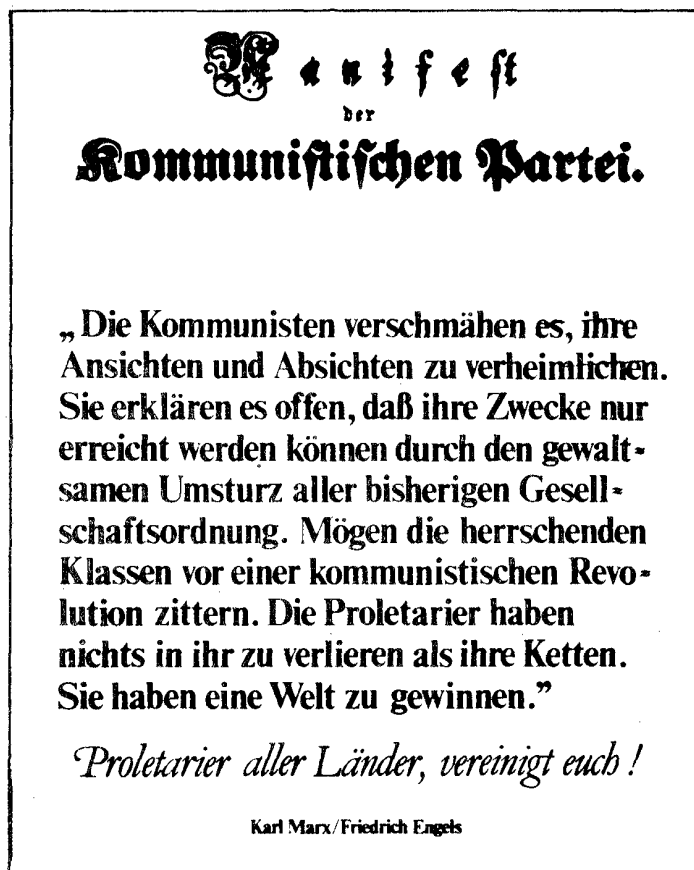 Manifest
der
Kommunistischen Partei.
„Die Kommunisten verschmähen es, ihre
Ansichten und Absichten zu verheimlichen.
Sie erklären es offen, daß ihre Zwecke nur
erreicht werden können durch den gewalt-
samen Umsturz aller bisherigen Gesell-
schaftsordnung. Mögen die herrschenden
Klassen vor einer kommunistischen Revo-
lution zittern. Die Proletarier haben
nichts in ihr zu verlieren als ihre Ketten.
Sie haben eine Welt zu gewinnen.”
Proletarier aller Länder, vereinigt euch!
Karl Marx/Friedrich Engels